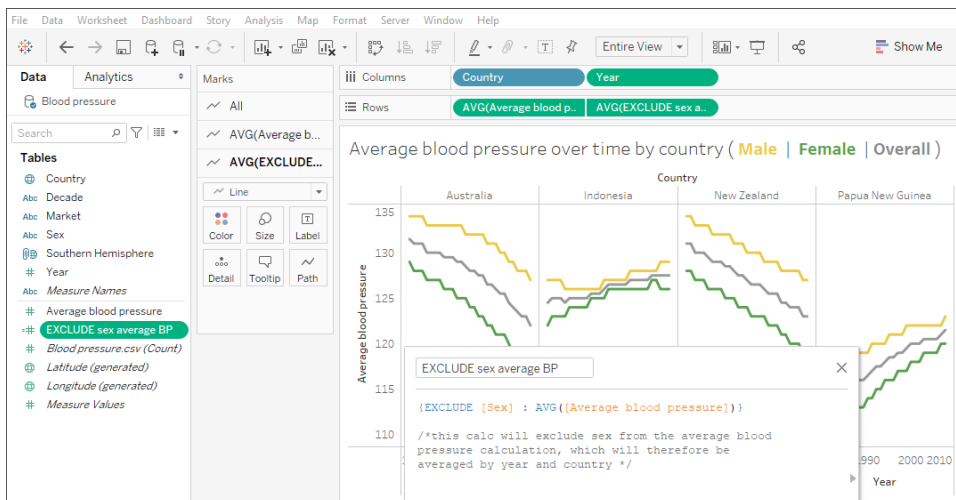 File Data Worksheet Dashboard Story Analysis Map Format Server Window Help
Entire View
Show Me
Data Analytics
Blood pressure
Search
Tables
Country
Abc Decade
Abc Market
Abc Sex
Southern Hemisphere
# Year
Abc Measure Names
# Average blood pressure
=# EXCLUDE sex average BP
# Blood pressure.csv (Count)
Latitude (generated)
Longitude (generated)
# Measure Values
Marks
All
AVG(Average b...
AVG(EXCLUDE...
Line
Color Size Label
Detail Tooltip Path
Columns Country Year
Rows AVG(Average blood p.. AVG(EXCLUDE sex a..
Average blood pressure over time by country ( Male | Female | Overall )
Country
Australia Indonesia New Zealand Papua New Guinea
Average blood pressure
135
130
125
120
115
110
EXCLUDE sex average BP
{EXCLUDE [Sex] : AVG([Average blood pressure])}
/*this calc will exclude sex from the average blood
pressure calculation, which will therefore be
averaged by year and country */
2000 2010
Year